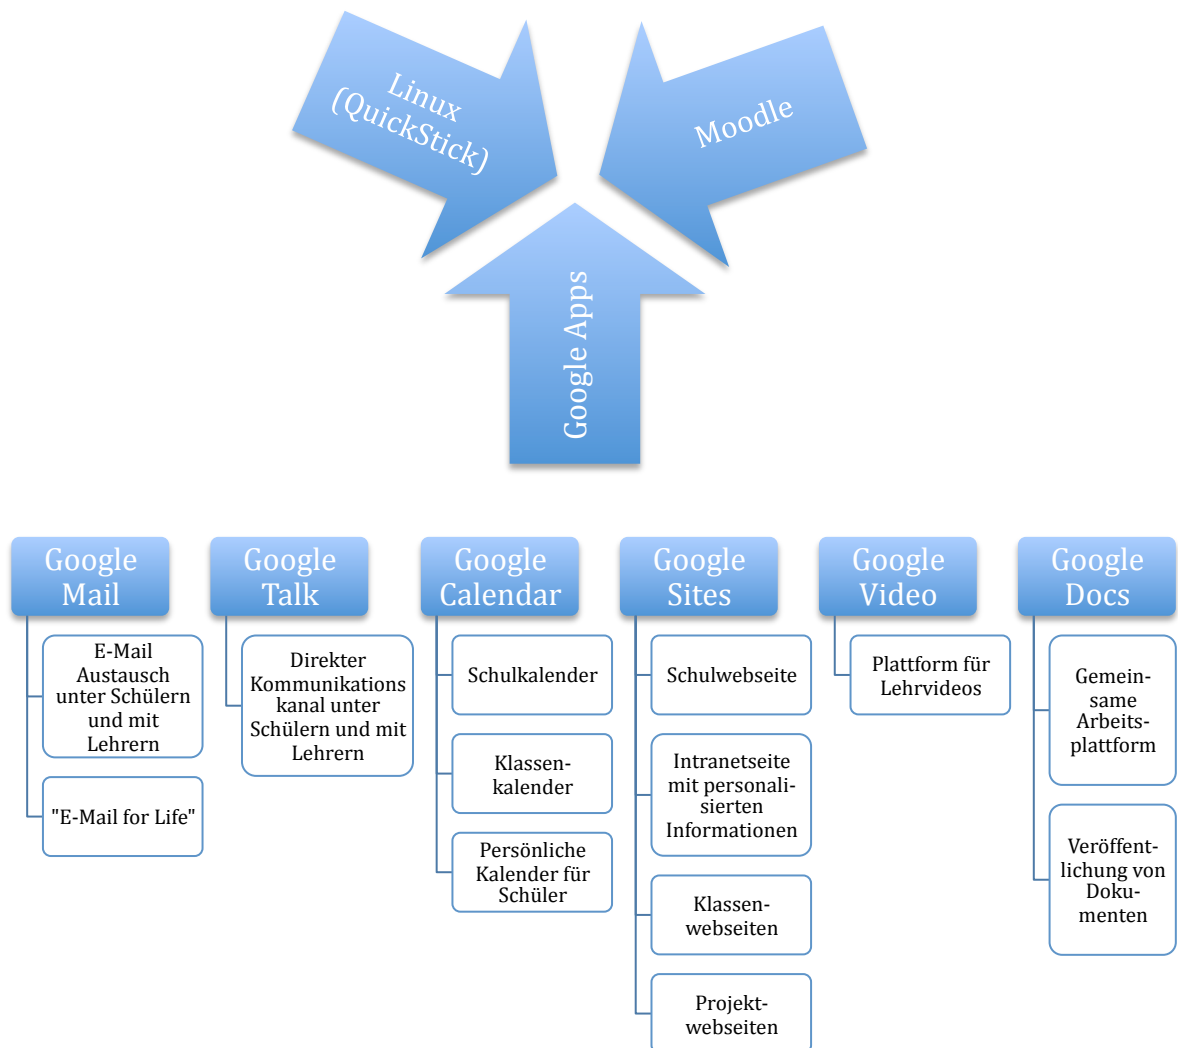 Linux
(QuickStick)
Moodle
Google Apps
Google
Mail
E-Mail
Austausch
unter Schülern
und mit
Lehrern
"E-Mail for Life"
Google
Talk
Direkter
Kommunikations
kanal unter
Schülern und mit
Lehrern
Google
Calendar
Schulkalender
Klassen-
kalender
Persönliche
Kalender für
Schüler
Google
Sites
Schulwebseite
Intranetseite
mit personali-
sierten
Informationen
Klassen-
webseiten
Projekt-
webseiten
Google
Video
Plattform für
Lehrvideos
Google
Docs
Gemein-
same
Arbeits-
plattform
Veröffent-
lichung von
Doku-
menten